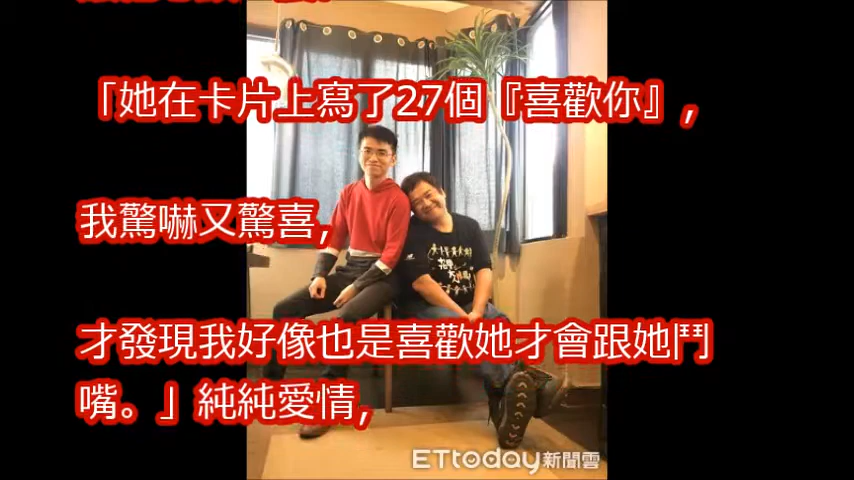 「她在卡片上寫了27個『喜歡你』,
我驚嚇又驚喜,
才發現我好像也是喜歡她才會跟她鬥
嘴。」純純愛情,
ETtoday新聞雲